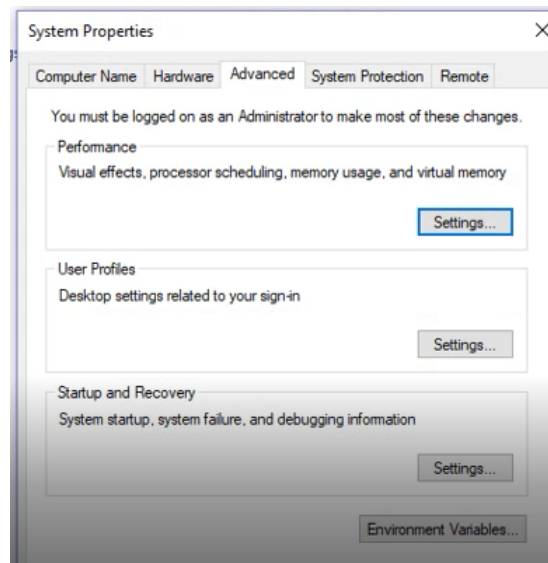 System Properties
Computer Name Hardware Advanced System Protection Remote
You must be logged on as an Administrator to make most of these changes.
Performance
Visual effects, processor scheduling, memory usage, and virtual memory
Settings...
User Profiles
Desktop settings related to your sign-in
Settings...
Startup and Recovery
System startup, system failure, and debugging information
Settings...
Environment Variables...